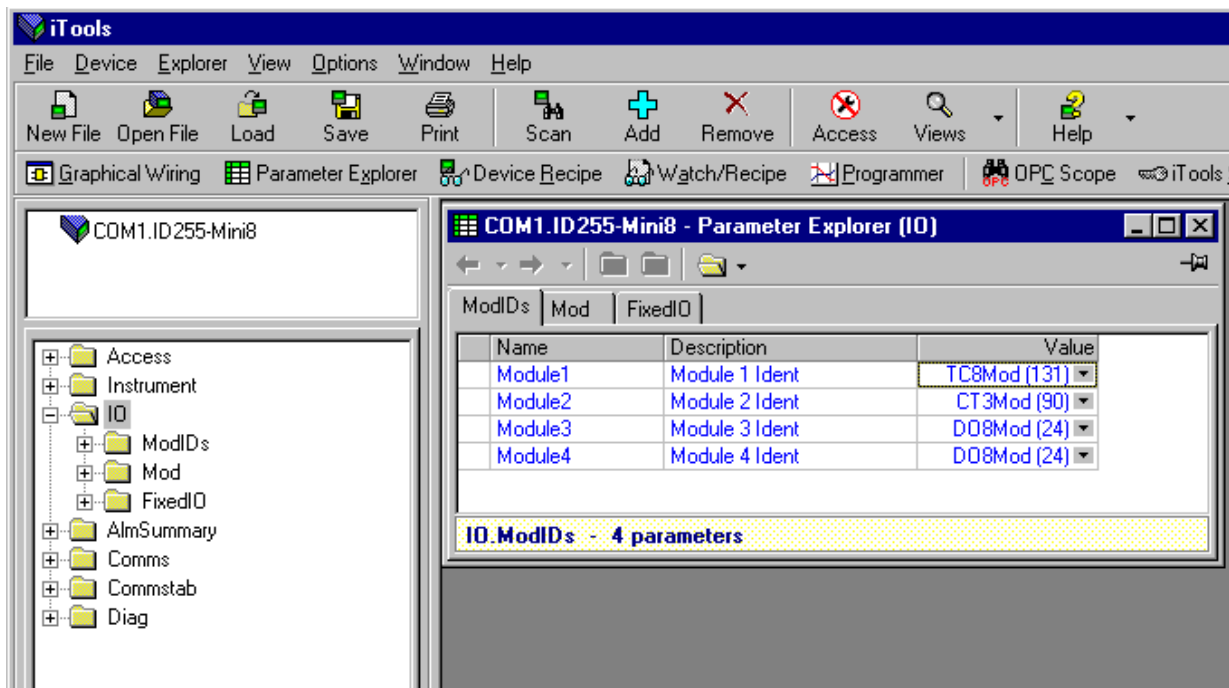 iTools
File Device Explorer View Options Window Help
New File Open File Load Save Print Scan Add Remove Access Views Help
Graphical Wiring Parameter Explorer Device Recipe Watch/Recipe Programmer OPC OPC Scope iTools
COM1.ID255-Mini8
Access
Instrument
IO
ModIDs
Mod
FixedIO
AlmSummary
Comms
Commstab
Diag
COM1.ID255-Mini8 - Parameter Explorer (IO)
ModIDs Mod FixedIO
Name Description Value
Module1 Module 1 Ident TC8Mod (131)
Module2 Module 2 Ident CT3Mod (90)
Module3 Module 3 Ident DO8Mod (24)
Module4 Module 4 Ident DO8Mod (24)
IO.ModIDs - 4 parameters